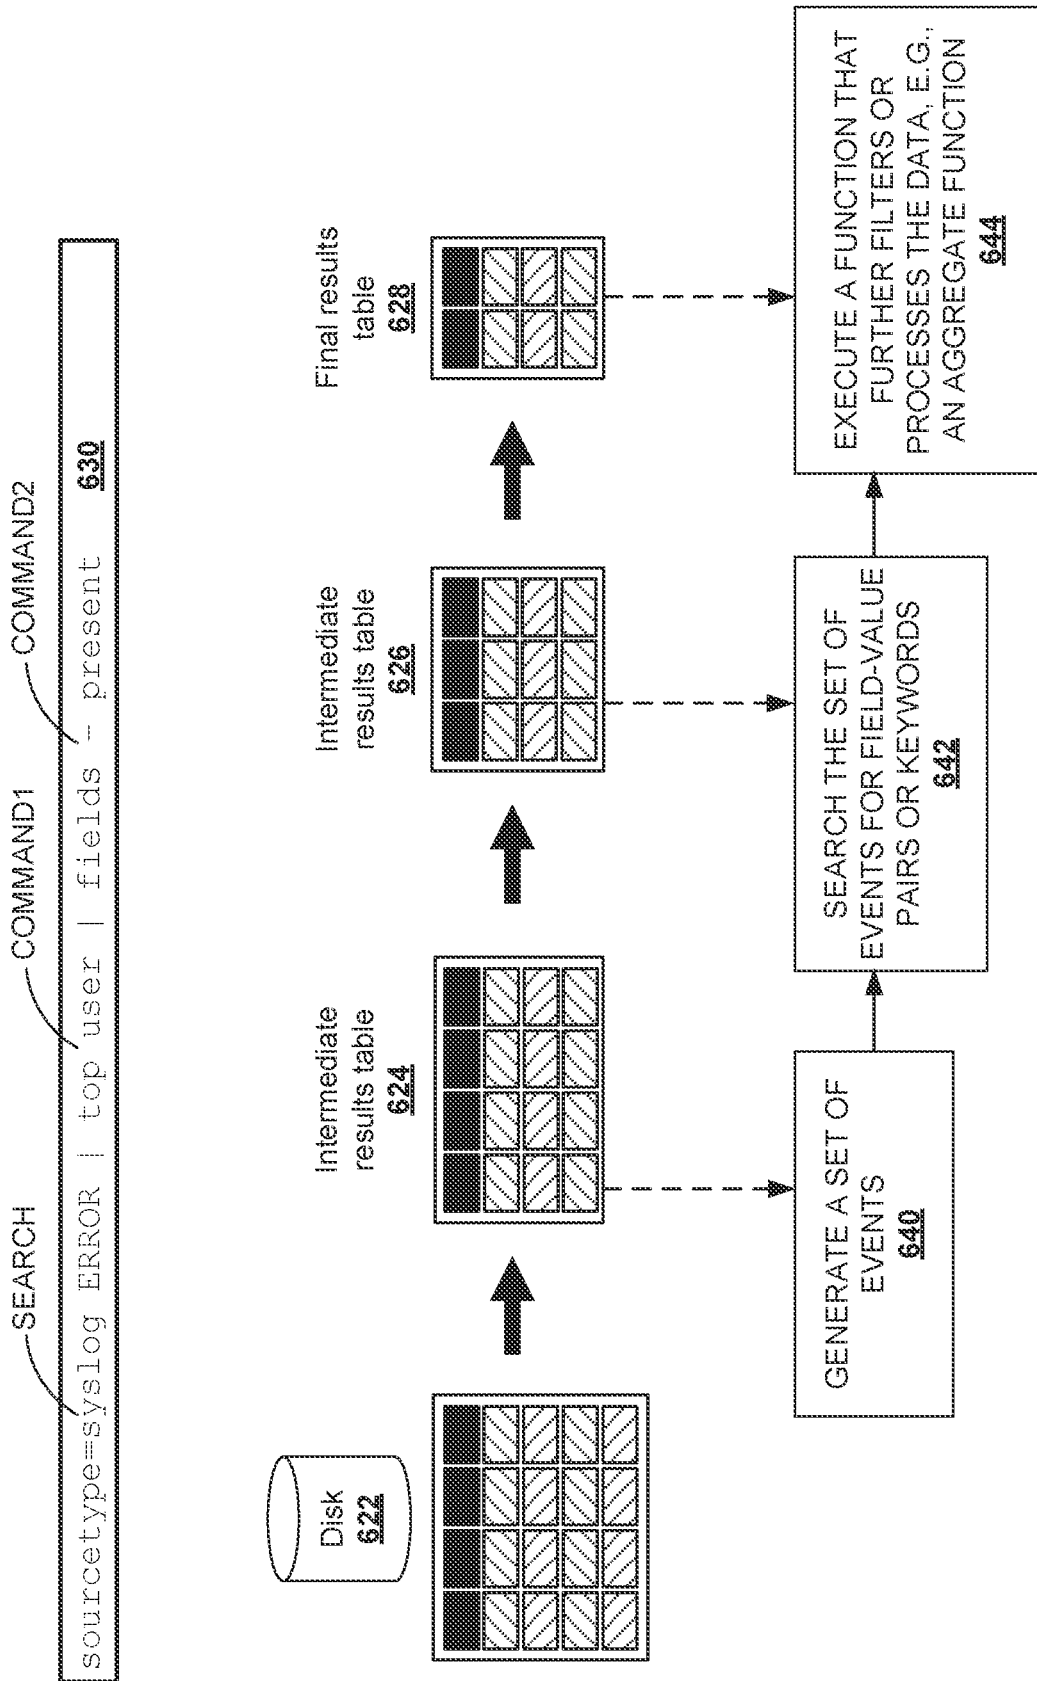 SEARCH
COMMAND1
COMMAND2
sourcetype=syslog ERROR | top user | fields - present
630
Disk
622
Intermediate
results table
624
Intermediate
results table
626
Final results
table
628
GENERATE A SET OF
EVENTS
640
SEARCH THE SET OF
EVENTS FOR FIELD-VALUE
PAIRS OR KEYWORDS
642
EXECUTE A FUNCTION THAT
FURTHER FILTERS OR
PROCESSES THE DATA, E.G.,
AN AGGREGATE FUNCTION
644